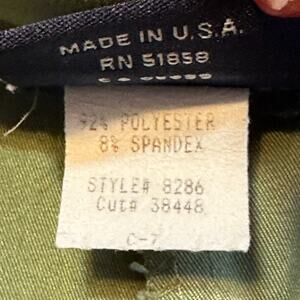 MADE IN U.S.A.
RN 51858
92% POLYESTER
8% SPANDEX
STYLE# 8286
Cut# 38448
C-7